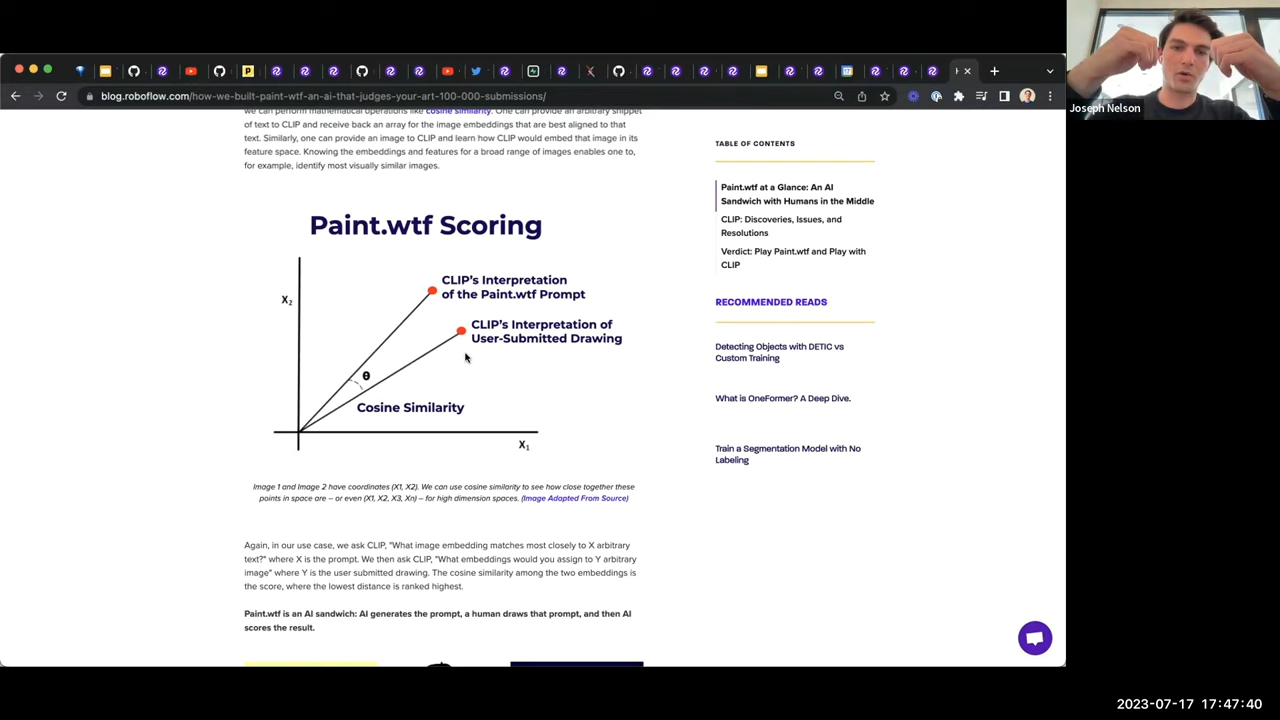 blog.roboflow.com/how-we-built-paint-wtf-an-ai-that-judges-your-art-100-000-submissions/
Joseph Nelson
we can perform mathematical operations like cosine similarity. One can provide an arbitrary snippet
of text to CLIP and receive back an array for the image embeddings that are best aligned to that
text. Similarly, one can provide an image to CLIP and learn how CLIP would embed that image in its
feature space. Knowing the embeddings and features for a broad range of images enables one to,
for example, identify most visually similar images.
Paint.wtf Scoring
X2
CLIP's Interpretation
of the Paint.wtf Prompt
CLIP's Interpretation of
User-Submitted Drawing
θ
Cosine Similarity
X1
Image 1 and Image 2 have coordinates (X1, X2). We can use cosine similarity to see how close together these
points in space are – or even (X1, X2, X3, Xn) – for high dimension spaces. (Image Adapted From Source)
Again, in our use case, we ask CLIP, "What image embedding matches most closely to X arbitrary
text?" where X is the prompt. We then ask CLIP, "What embeddings would you assign to Y arbitrary
image" where Y is the user submitted drawing. The cosine similarity among the two embeddings is
the score, where the lowest distance is ranked highest.
Paint.wtf is an AI sandwich: AI generates the prompt, a human draws that prompt, and then AI
scores the result.
TABLE OF CONTENTS
Paint.wtf at a Glance: An AI
Sandwich with Humans in the Middle
CLIP: Discoveries, Issues, and
Resolutions
Verdict: Play Paint.wtf and Play with
CLIP
RECOMMENDED READS
Detecting Objects with DETIC vs
Custom Training
What is OneFormer? A Deep Dive.
Train a Segmentation Model with No
Labeling
2023-07-17 17:47:40